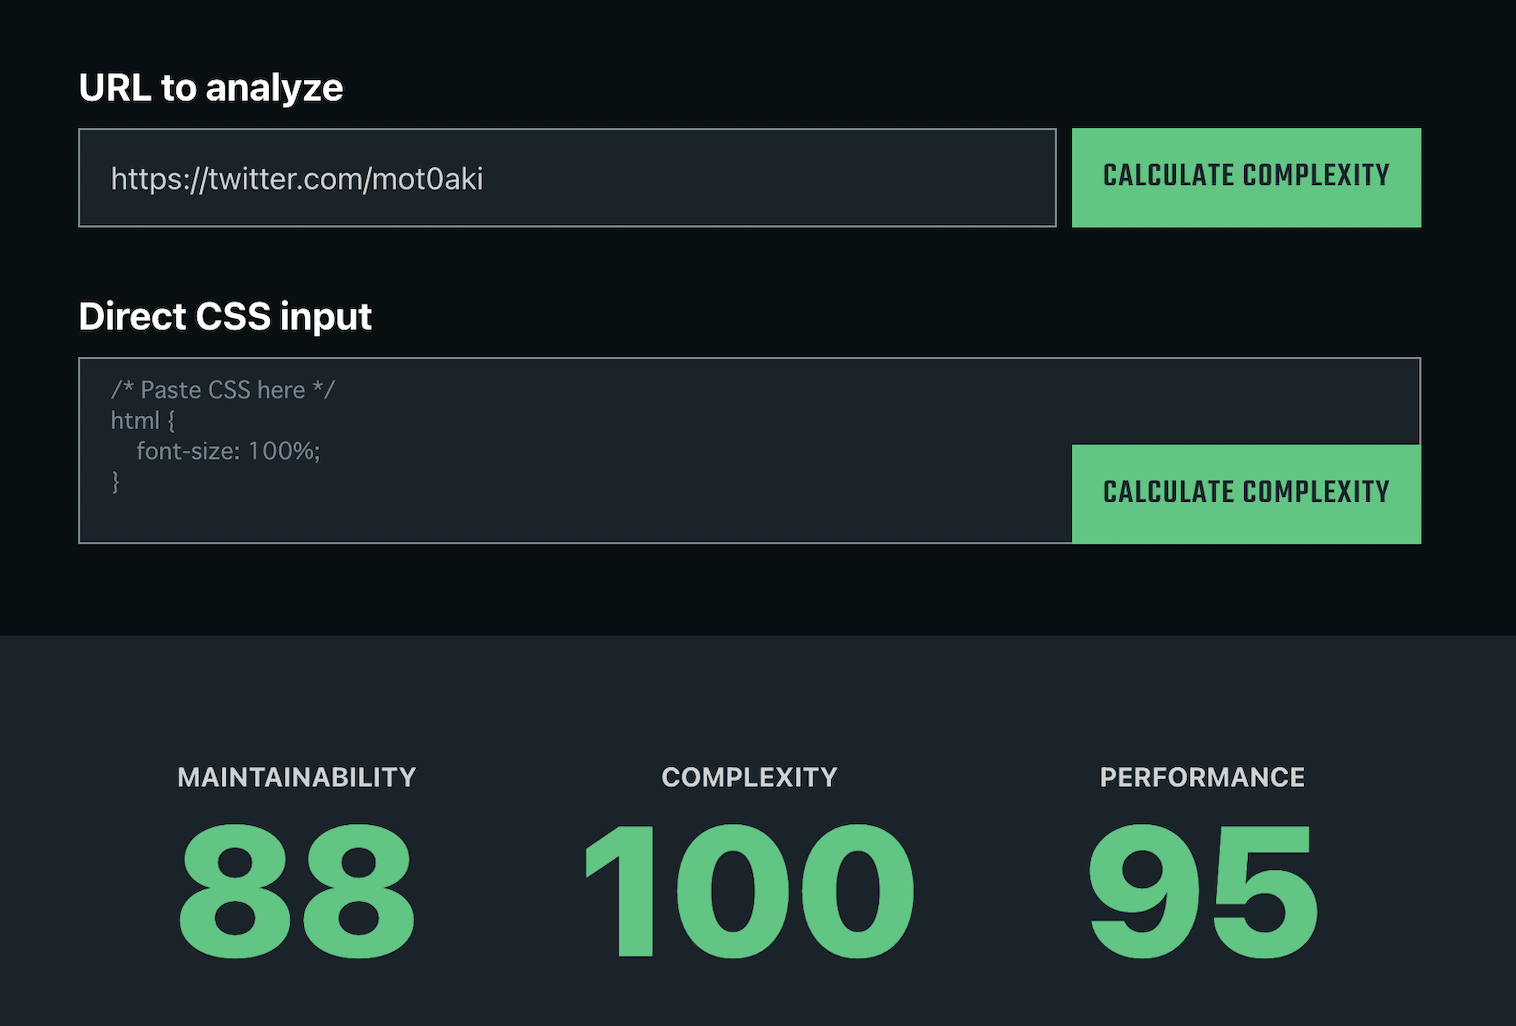 URL to analyze
https://twitter.com/mot0aki
CALCULATE COMPLEXITY
Direct CSS input
/* Paste CSS here */
html {
    font-size: 100%;
}
CALCULATE COMPLEXITY
MAINTAINABILITY
88
COMPLEXITY
100
PERFORMANCE
95